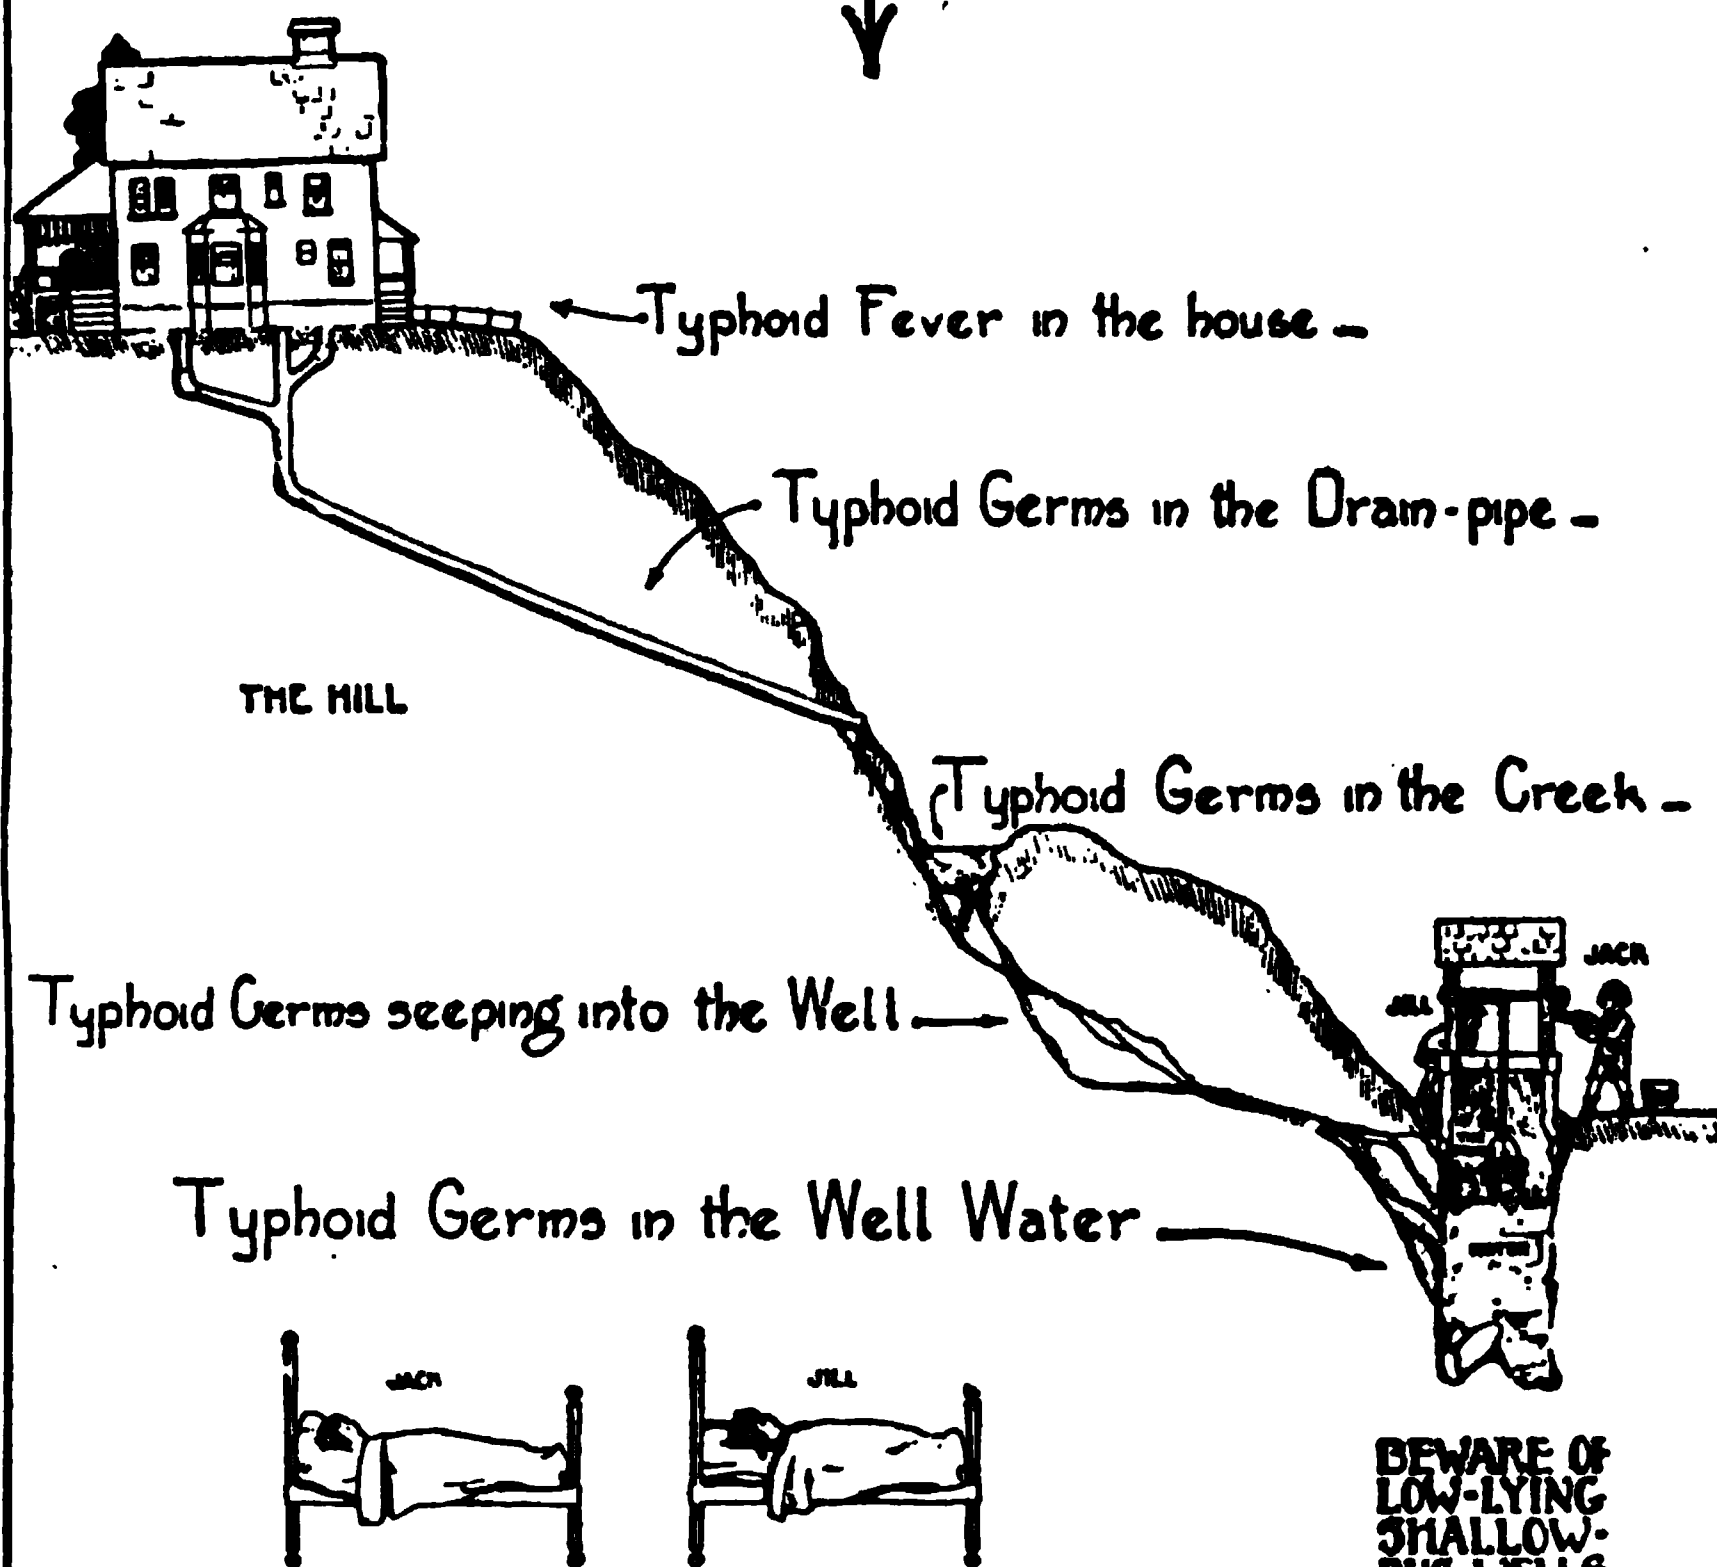 Typhoid Fever in the house -
Typhoid Germs in the Drain-pipe -
THE HILL
Typhoid Germs in the Creek -
JACK
JILL
Typhoid Germs seeping into the Well
Typhoid Germs in the Well Water
WATER
JACK
JILL
BEWARE OF
LOW-LYING
SHALLOW-